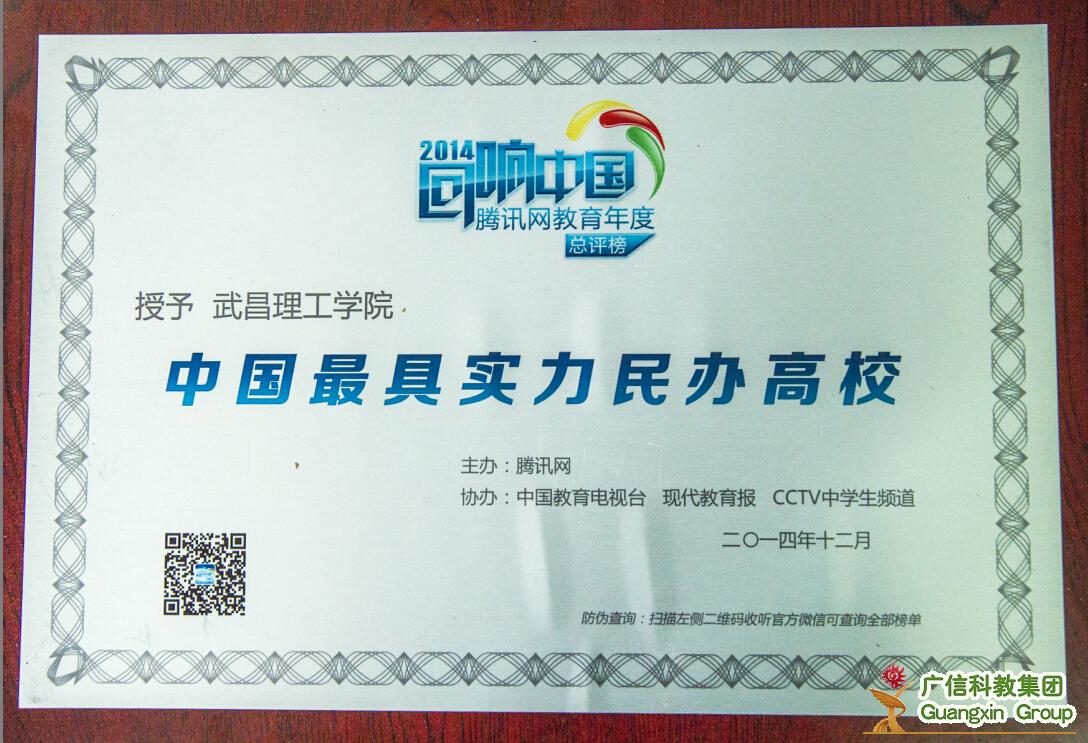 2014
回响中国
腾讯网教育年度
总评榜
授予 武昌理工学院
中国最具实力民办高校
主办：腾讯网
协办：中国教育电视台 现代教育报 CCTV中学生频道
二〇一四年十二月
防伪查询：扫描左侧二维码收听官方微信可查询全部榜单
广信科教集团
Guangxin Group